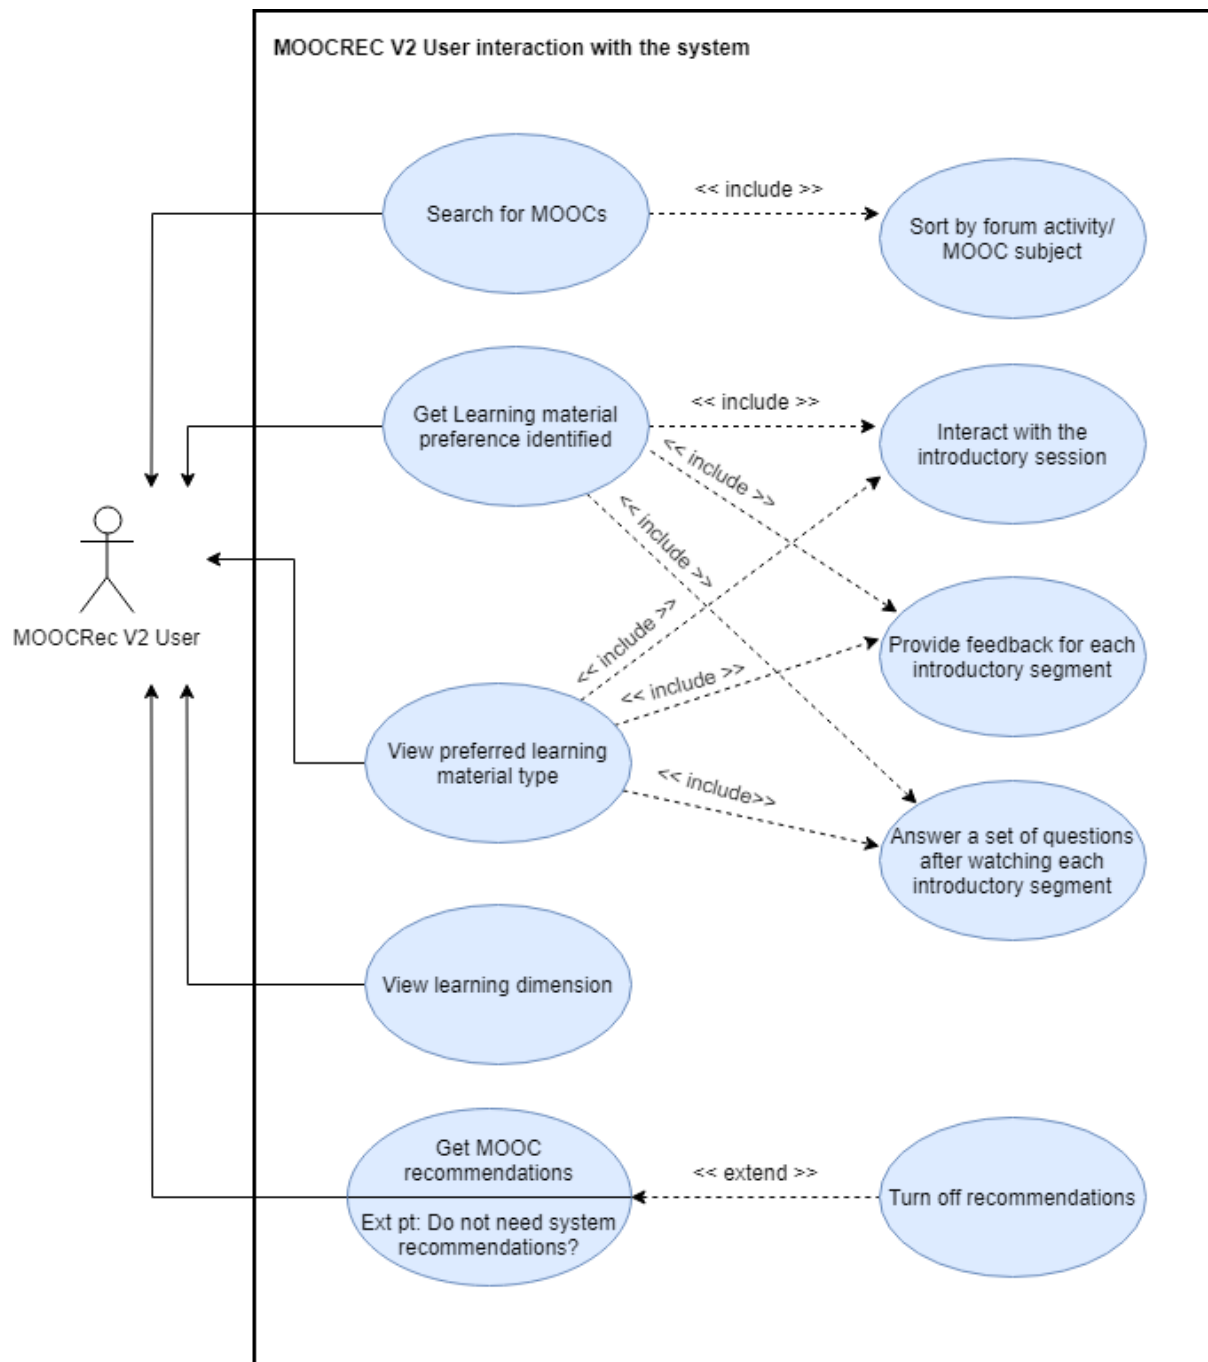 MOOCREC V2 User interaction with the system
Search for MOOCs
<< include >>
Sort by forum activity/
MOOC subject
Get Learning material
preference identified
<< include >>
Interact with the
introductory session
<< include >>
<< include >>
MOOCRec V2 User
<< include >>
<< include >>
Provide feedback for each
introductory segment
View preferred learning
material type
<< include>>
Answer a set of questions
after watching each
introductory segment
View learning dimension
Get MOOC
recommendations
Ext pt: Do not need system
recommendations?
<< extend >>
Turn off recommendations